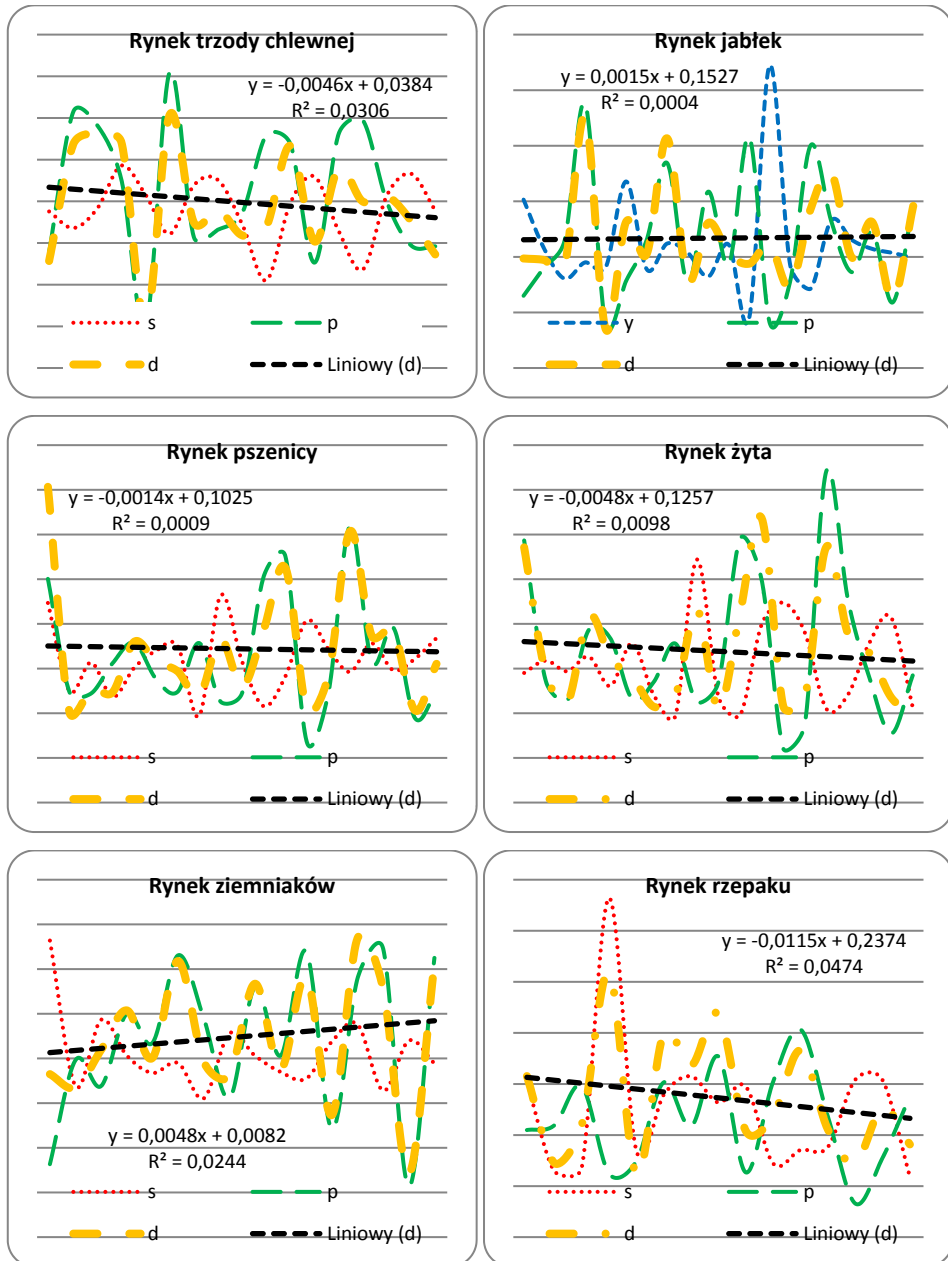 Rynek trzody chlewnej
y = -0,0046x + 0,0384
R² = 0,0306
s
p
d
Liniowy (d)
Rynek jabłek
y = 0,0015x + 0,1527
R² = 0,0004
y
p
d
Liniowy (d)
Rynek pszenicy
y = -0,0014x + 0,1025
R² = 0,0009
s
p
d
Liniowy (d)
Rynek żyta
y = -0,0048x + 0,1257
R² = 0,0098
s
p
d
Liniowy (d)
Rynek ziemniaków
y = 0,0048x + 0,0082
R² = 0,0244
s
p
d
Liniowy (d)
Rynek rzepaku
y = -0,0115x + 0,2374
R² = 0,0474
s
p
d
Liniowy (d)